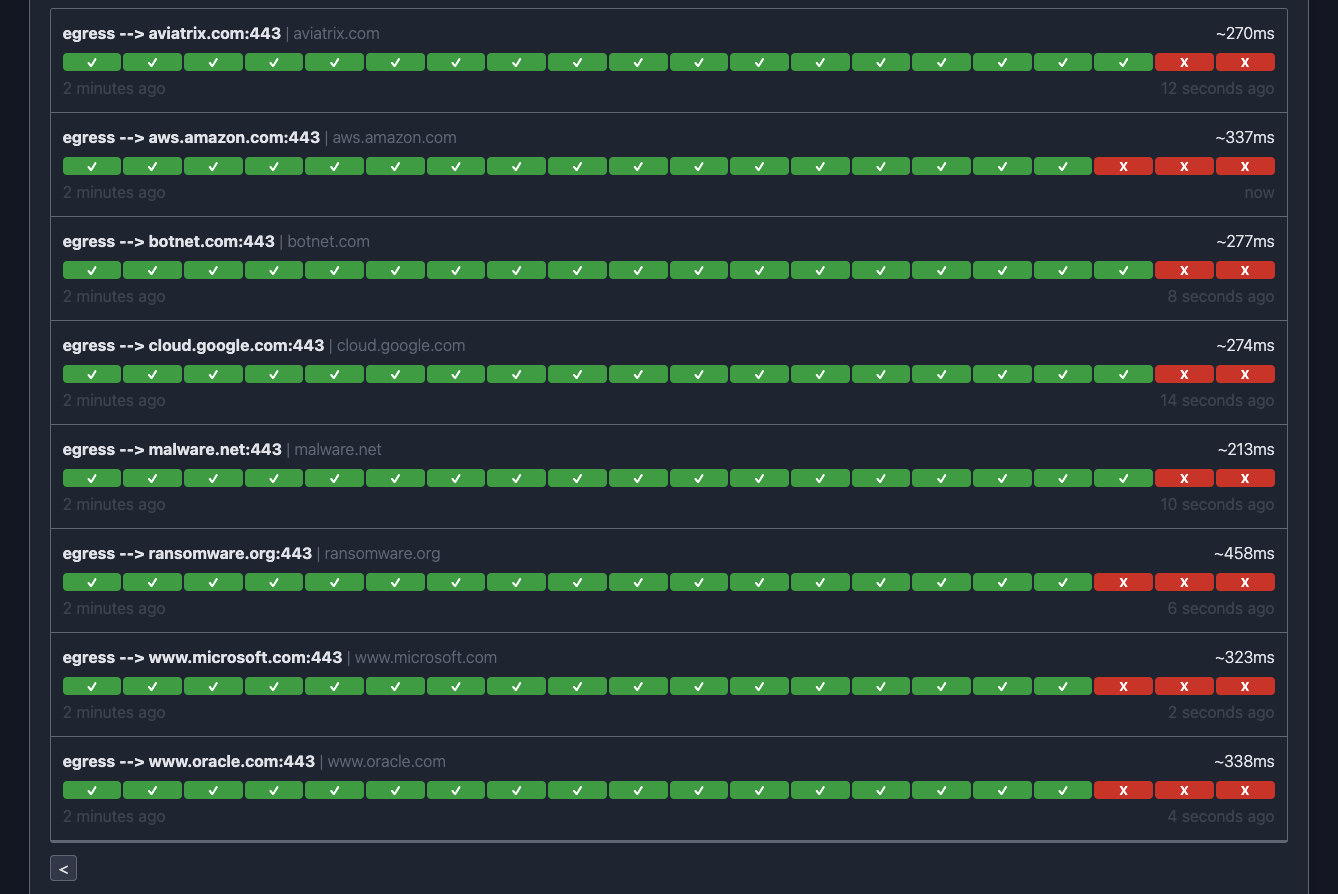 egress --> aviatrix.com:443 | aviatrix.com ~270ms
✓ ✓ ✓ ✓ ✓ ✓ ✓ ✓ ✓ ✓ ✓ ✓ ✓ ✓ ✓ ✓ ✓ ✓ X X
2 minutes ago 12 seconds ago
egress --> aws.amazon.com:443 | aws.amazon.com ~337ms
✓ ✓ ✓ ✓ ✓ ✓ ✓ ✓ ✓ ✓ ✓ ✓ ✓ ✓ ✓ ✓ ✓ X X X
2 minutes ago now
egress --> botnet.com:443 | botnet.com ~277ms
✓ ✓ ✓ ✓ ✓ ✓ ✓ ✓ ✓ ✓ ✓ ✓ ✓ ✓ ✓ ✓ ✓ ✓ X X
2 minutes ago 8 seconds ago
egress --> cloud.google.com:443 | cloud.google.com ~274ms
✓ ✓ ✓ ✓ ✓ ✓ ✓ ✓ ✓ ✓ ✓ ✓ ✓ ✓ ✓ ✓ ✓ ✓ X X
2 minutes ago 14 seconds ago
egress --> malware.net:443 | malware.net ~213ms
✓ ✓ ✓ ✓ ✓ ✓ ✓ ✓ ✓ ✓ ✓ ✓ ✓ ✓ ✓ ✓ ✓ ✓ X X
2 minutes ago 10 seconds ago
egress --> ransomware.org:443 | ransomware.org ~458ms
✓ ✓ ✓ ✓ ✓ ✓ ✓ ✓ ✓ ✓ ✓ ✓ ✓ ✓ ✓ ✓ ✓ X X X
2 minutes ago 6 seconds ago
egress --> www.microsoft.com:443 | www.microsoft.com ~323ms
✓ ✓ ✓ ✓ ✓ ✓ ✓ ✓ ✓ ✓ ✓ ✓ ✓ ✓ ✓ ✓ ✓ X X X
2 minutes ago 2 seconds ago
egress --> www.oracle.com:443 | www.oracle.com ~338ms
✓ ✓ ✓ ✓ ✓ ✓ ✓ ✓ ✓ ✓ ✓ ✓ ✓ ✓ ✓ ✓ ✓ X X X
2 minutes ago 4 seconds ago
<